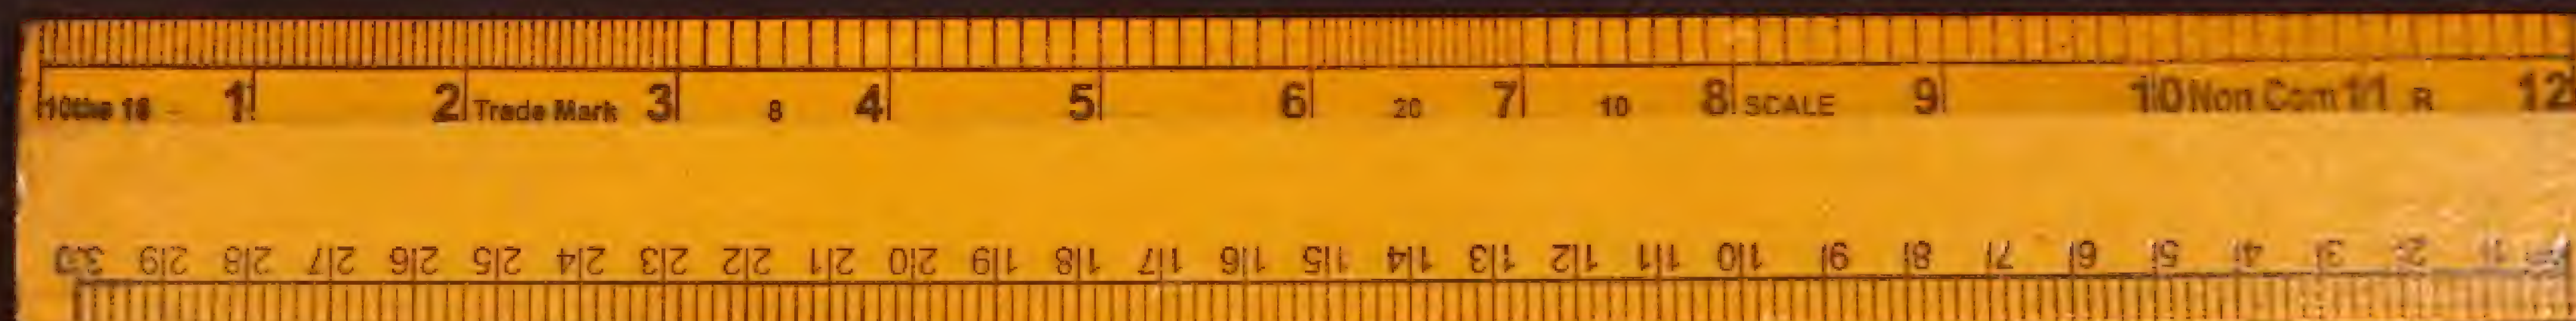 10ths 16 1 2 Trade Mark 3 8 4 5 6 20 7 10 8 SCALE 9 10 Non Com 11 R 12
30 29 28 27 26 25 24 23 22 21 20 19 18 17 16 15 14 13 12 11 10 9 8 7 6 5 4 3 2 1